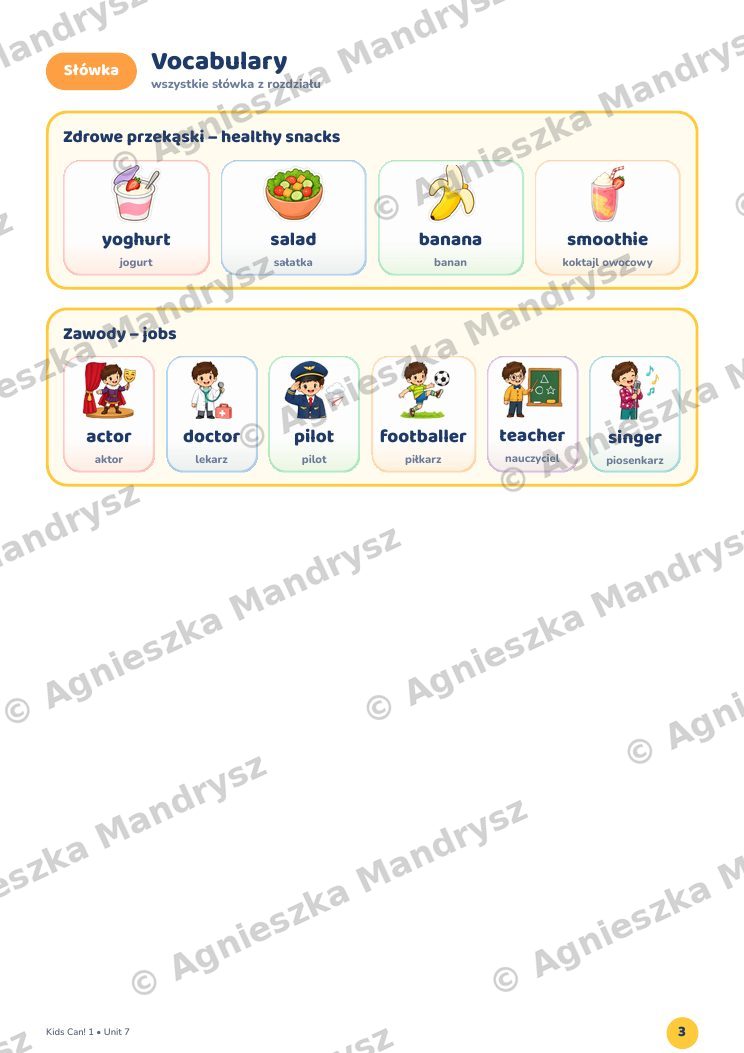 Słówka
Vocabulary
wszystkie słówka z rozdziału
Zdrowe przekąski – healthy snacks
yoghurt
jogurt
salad
sałatka
banana
banan
smoothie
koktajl owocowy
Zawody – jobs
actor
aktor
doctor
lekarz
pilot
pilot
footballer
piłkarz
teacher
nauczyciel
singer
piosenkarz
Kids Can! 1 • Unit 7
3
© Agnieszka Mandrysz